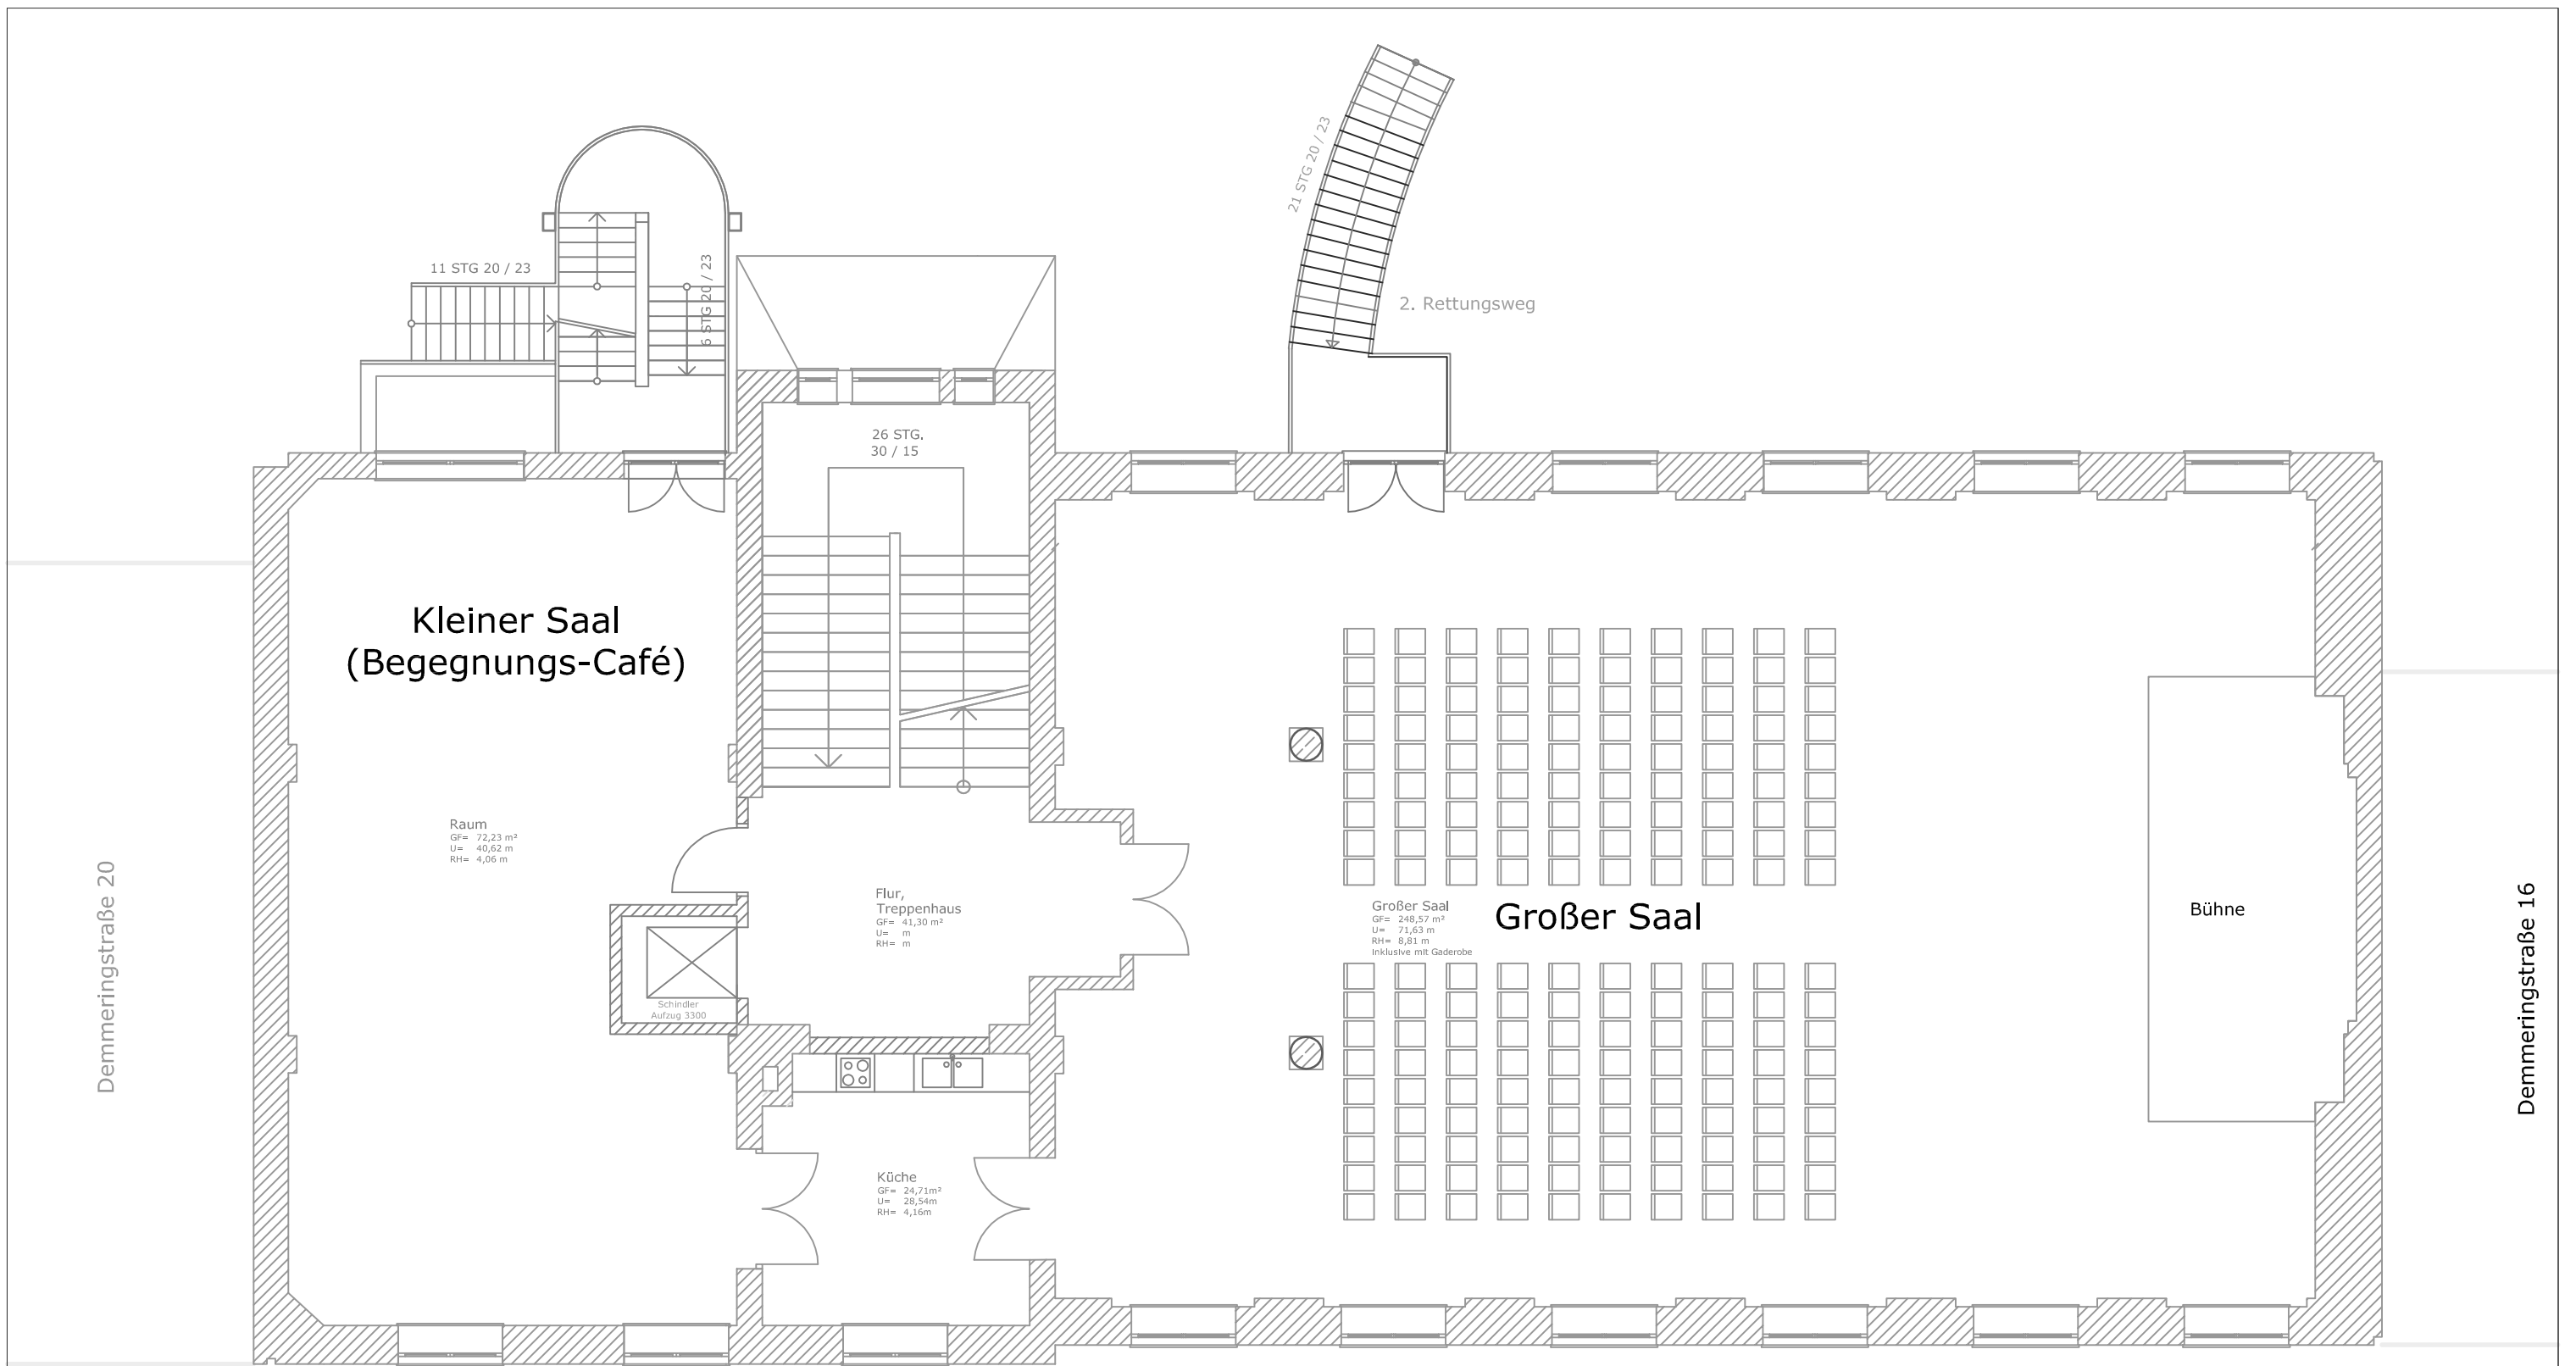 11 STG 20 / 23
6 STG 20 / 23
21 STG 20 / 23
2. Rettungsweg
26 STG.
30 / 15
Kleiner Saal
(Begegnungs-Café)
Raum
GF= 72,23 m²
U= 40,62 m
RH= 4,06 m
Flur,
Treppenhaus
GF= 41,30 m²
U= m
RH= m
Schindler
Aufzug 3300
Küche
GF= 24,71m²
U= 28,54m
RH= 4,16m
Großer Saal
GF= 248,57 m²
U= 71,63 m
RH= 8,81 m
Inklusive mit Gaderobe
Großer Saal
Bühne
Demmeringstraße 20
Demmeringstraße 16